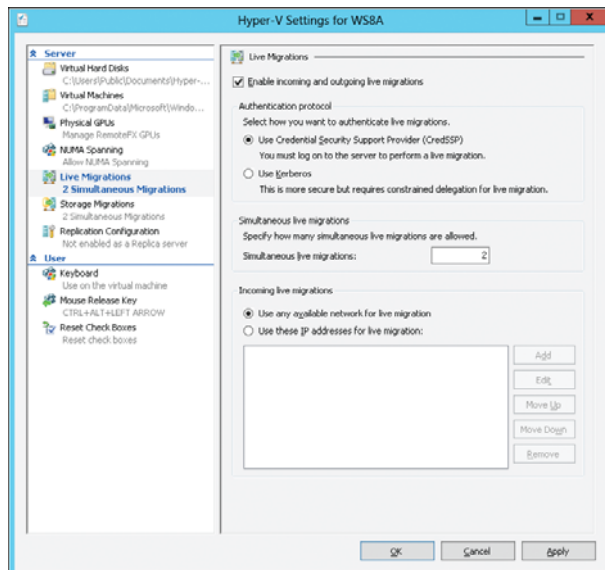 Hyper-V Settings for WS8A
Server
Virtual Hard Disks
C:\Users\Public\Documents\Hyper-...
Virtual Machines
C:\ProgramData\Microsoft\Windo...
Physical GPUs
Manage RemoteFX GPUs
NUMA Spanning
Allow NUMA Spanning
Live Migrations
2 Simultaneous Migrations
Storage Migrations
2 Simultaneous Migrations
Replication Configuration
Not enabled as a Replica server
User
Keyboard
Use on the virtual machine
Mouse Release Key
CTRL+ALT+LEFT ARROW
Reset Check Boxes
Reset check boxes
Live Migrations
Enable incoming and outgoing live migrations
Authentication protocol
Select how you want to authenticate live migrations.
Use Credential Security Support Provider (CredSSP)
You must log on to the server to perform a live migration.
Use Kerberos
This is more secure but requires constrained delegation for live migration.
Simultaneous live migrations
Specify how many simultaneous live migrations are allowed.
Simultaneous live migrations: 2
Incoming live migrations
Use any available network for live migration
Use these IP addresses for live migration:
Add
Edit
Move Up
Move Down
Remove
OK Cancel Apply